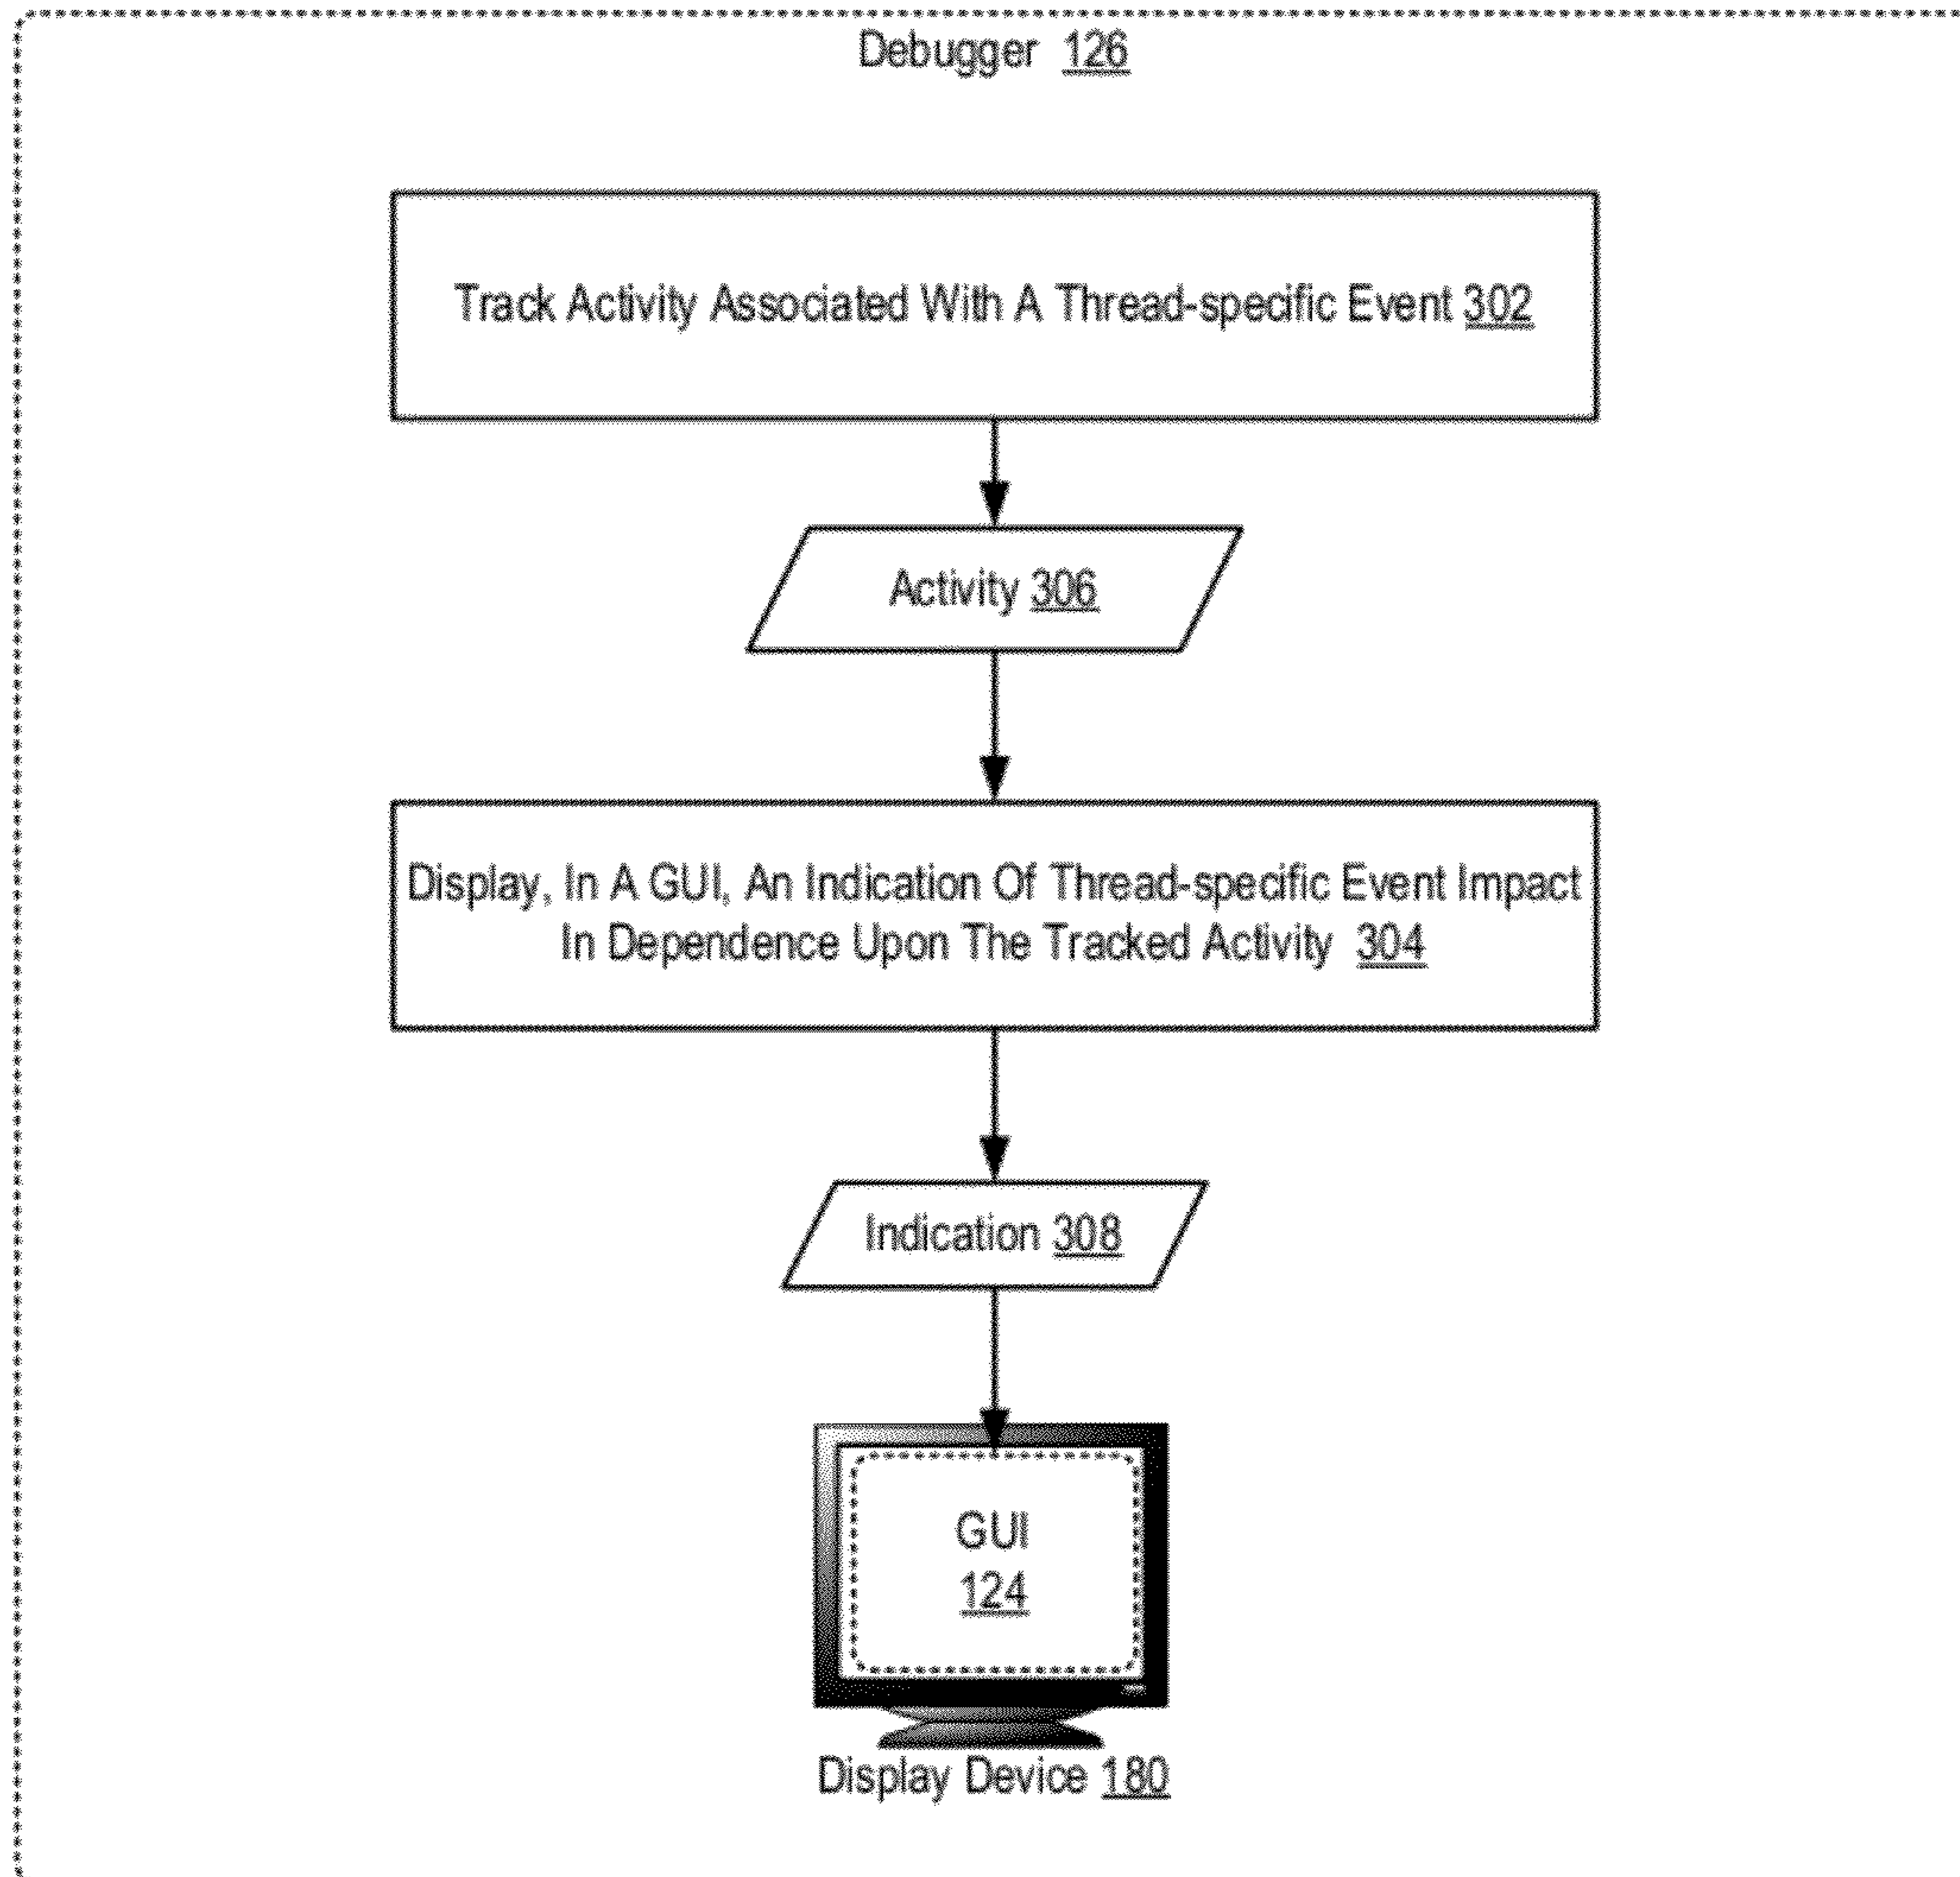 Debugger 126
Track Activity Associated With A Thread-specific Event 302
Activity 306
Display, In A GUI, An Indication Of Thread-specific Event Impact
In Dependence Upon The Tracked Activity 304
Indication 308
GUI
124
Display Device 180